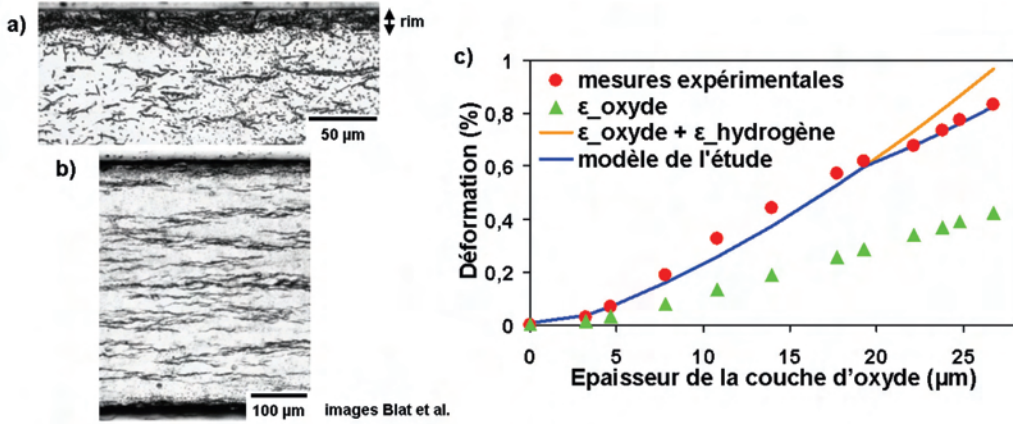 a)
rim
50 µm
b)
100 µm
images Blat et al.
c)
Déformation (%)
1
0,8
0,6
0,4
0,2
0
mesures expérimentales
ε_oxyde
ε_oxyde + ε_hydrogène
modèle de l'étude
0 5 10 15 20 25
Epaisseur de la couche d'oxyde (µm)